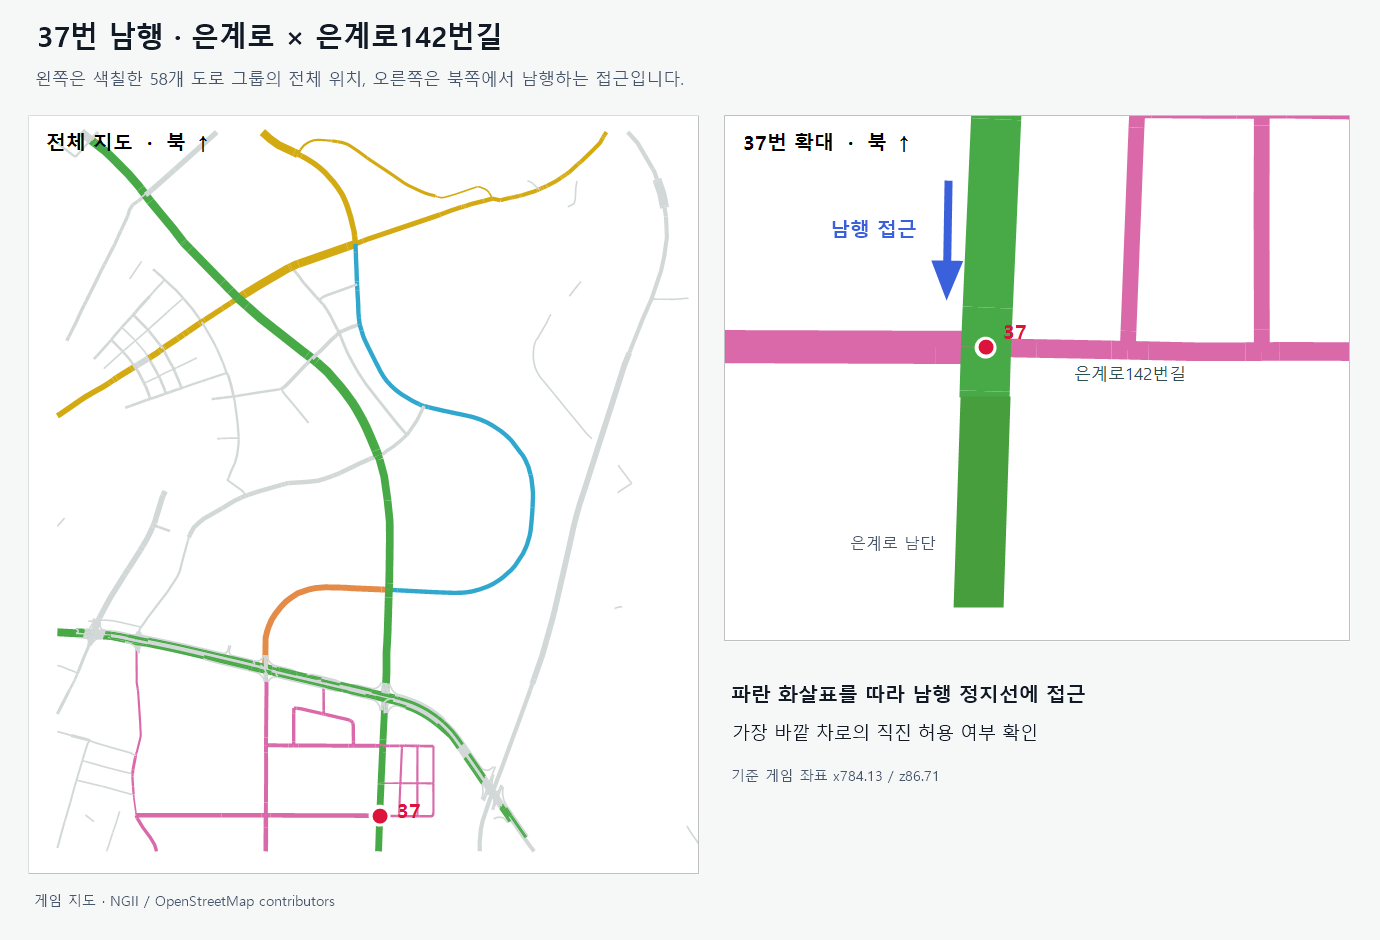 37번 남행 · 은계로 × 은계로142번길
왼쪽은 색칠한 58개 도로 그룹의 전체 위치, 오른쪽은 북쪽에서 남행하는 접근입니다.
전체 지도 · 북 ↑
37
37번 확대 · 북 ↑
남행 접근
37
은계로142번길
은계로 남단
파란 화살표를 따라 남행 정지선에 접근
가장 바깥 차로의 직진 허용 여부 확인
기준 게임 좌표 x784.13 / z86.71
게임 지도 · NGII / OpenStreetMap contributors